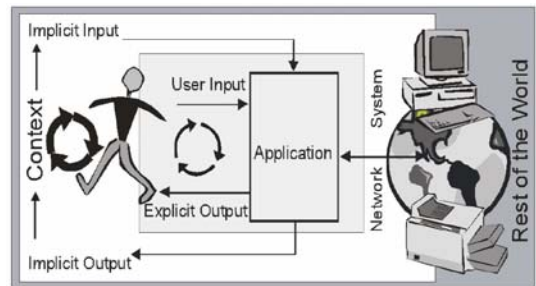 Implicit Input
User Input
Context
Application
Explicit Output
Implicit Output
System
Network
Rest of the World